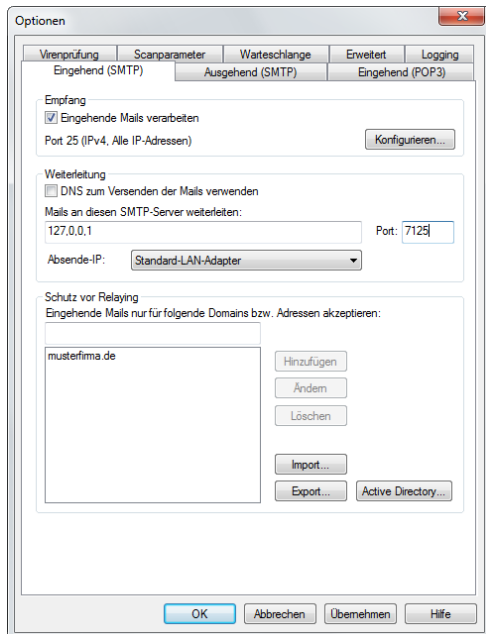 Optionen
Virenprüfung Scanparameter Warteschlange Erweitert Logging
Eingehend (SMTP) Ausgehend (SMTP) Eingehend (POP3)
Empfang
Eingehende Mails verarbeiten
Port 25 (IPv4, Alle IP-Adressen) Konfigurieren...
Weiterleitung
DNS zum Versenden der Mails verwenden
Mails an diesen SMTP-Server weiterleiten:
127,0,0,1 Port: 7125
Absende-IP: Standard-LAN-Adapter
Schutz vor Relaying
Eingehende Mails nur für folgende Domains bzw. Adressen akzeptieren:
musterfirma.de
Hinzufügen
Ändern
Löschen
Import...
Export... Active Directory...
OK Abbrechen Übernehmen Hilfe